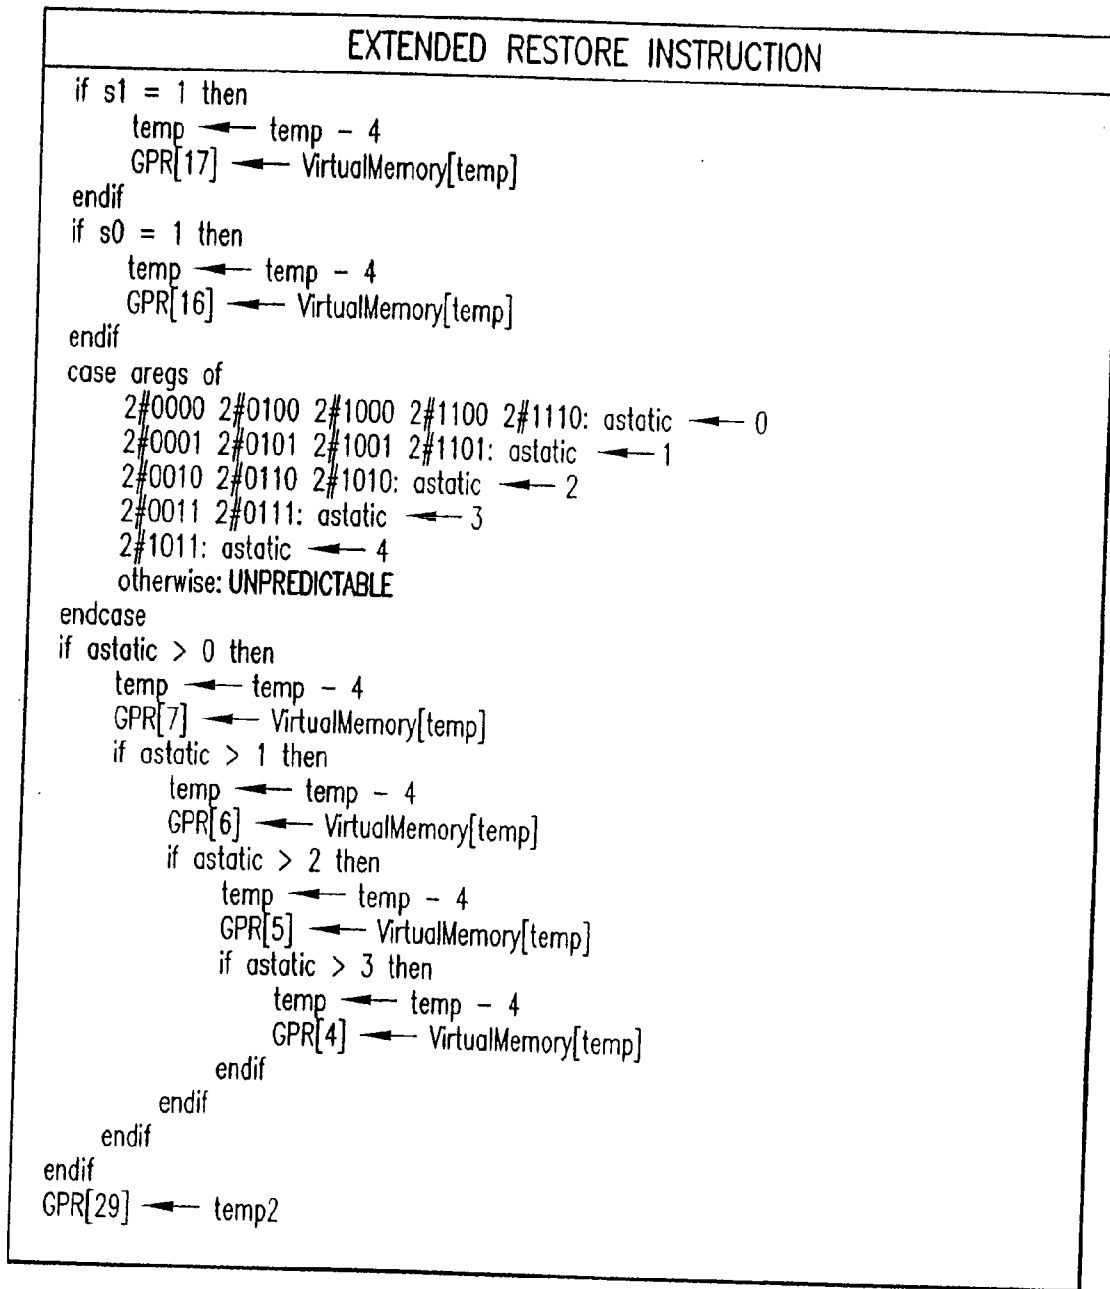 EXTENDED RESTORE INSTRUCTION
if s1 = 1 then
temp ← temp - 4
GPR[17] ← VirtualMemory[temp]
endif
if s0 = 1 then
temp ← temp - 4
GPR[16] ← VirtualMemory[temp]
endif
case aregs of
2#0000 2#0100 2#1000 2#1100 2#1110: astatic ← 0
2#0001 2#0101 2#1001 2#1101: astatic ← 1
2#0010 2#0110 2#1010: astatic ← 2
2#0011 2#0111: astatic ← 3
2#1011: astatic ← 4
otherwise: UNPREDICTABLE
endcase
if astatic > 0 then
temp ← temp - 4
GPR[7] ← VirtualMemory[temp]
if astatic > 1 then
temp ← temp - 4
GPR[6] ← VirtualMemory[temp]
if astatic > 2 then
temp ← temp - 4
GPR[5] ← VirtualMemory[temp]
if astatic > 3 then
temp ← temp - 4
GPR[4] ← VirtualMemory[temp]
endif
endif
endif
endif
GPR[29] ← temp2